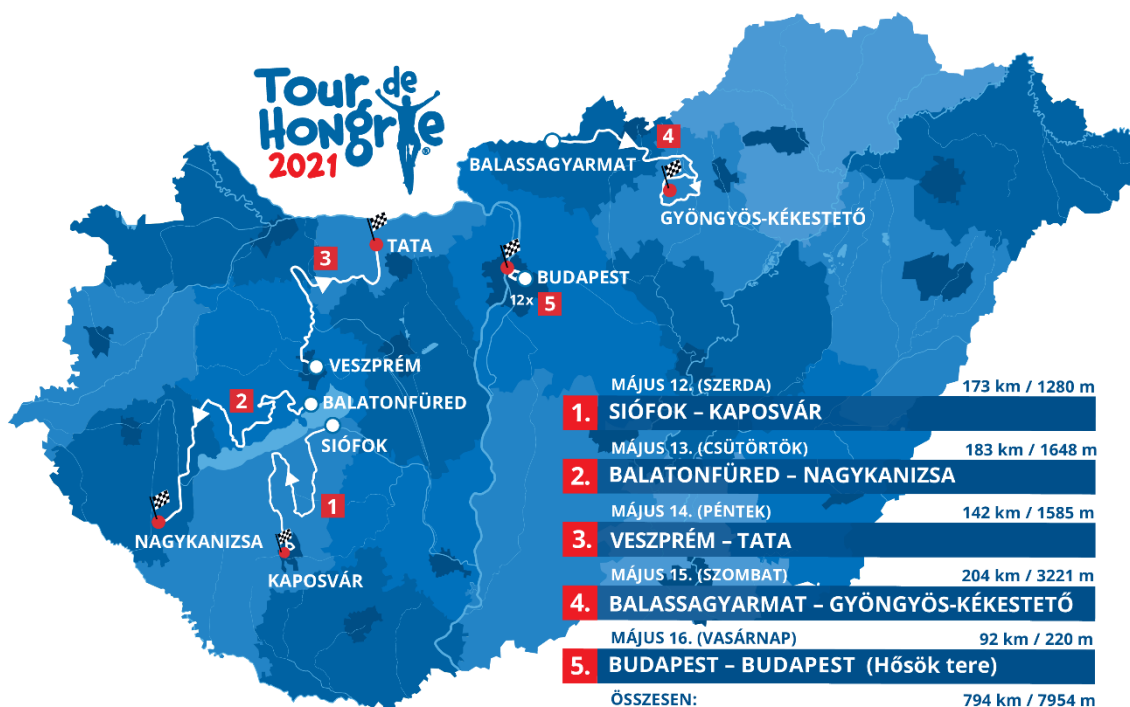 Tour de
Hongrie®
2021
4
BALASSAGYARMAT
GYÖNGYÖS-KÉKESTETŐ
TATA
3
BUDAPEST
12x 5
VESZPRÉM
2
BALATONFÜRED
SIÓFOK
1
NAGYKANIZSA
KAPOSVÁR
MÁJUS 12. (SZERDA) 173 km / 1280 m
1. SIÓFOK – KAPOSVÁR
MÁJUS 13. (CSÜTÖRTÖK) 183 km / 1648 m
2. BALATONFÜRED – NAGYKANIZSA
MÁJUS 14. (PÉNTEK) 142 km / 1585 m
3. VESZPRÉM – TATA
MÁJUS 15. (SZOMBAT) 204 km / 3221 m
4. BALASSAGYARMAT – GYÖNGYÖS-KÉKESTETŐ
MÁJUS 16. (VASÁRNAP) 92 km / 220 m
5. BUDAPEST – BUDAPEST (Hősök tere)
ÖSSZESEN: 794 km / 7954 m